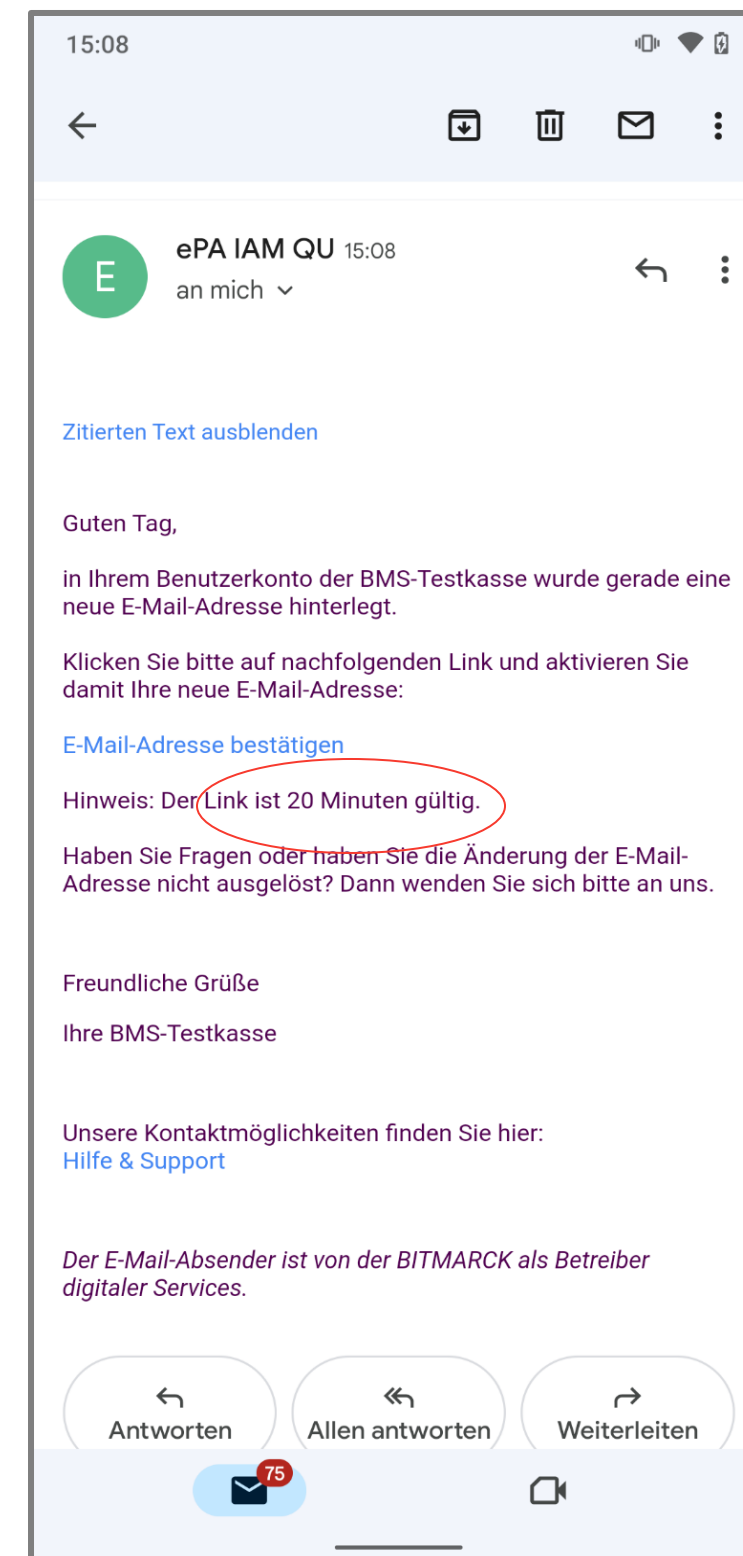 15:08
E
ePA IAM QU 15:08
an mich
Zitierten Text ausblenden
Guten Tag,
in Ihrem Benutzerkonto der BMS-Testkasse wurde gerade eine
neue E-Mail-Adresse hinterlegt.
Klicken Sie bitte auf nachfolgenden Link und aktivieren Sie
damit Ihre neue E-Mail-Adresse:
E-Mail-Adresse bestätigen
Hinweis: Der Link ist 20 Minuten gültig.
Haben Sie Fragen oder haben Sie die Änderung der E-Mail-
Adresse nicht ausgelöst? Dann wenden Sie sich bitte an uns.
Freundliche Grüße
Ihre BMS-Testkasse
Unsere Kontaktmöglichkeiten finden Sie hier:
Hilfe & Support
Der E-Mail-Absender ist von der BITMARCK als Betreiber
digitaler Services.
Antworten
Allen antworten
Weiterleiten
75